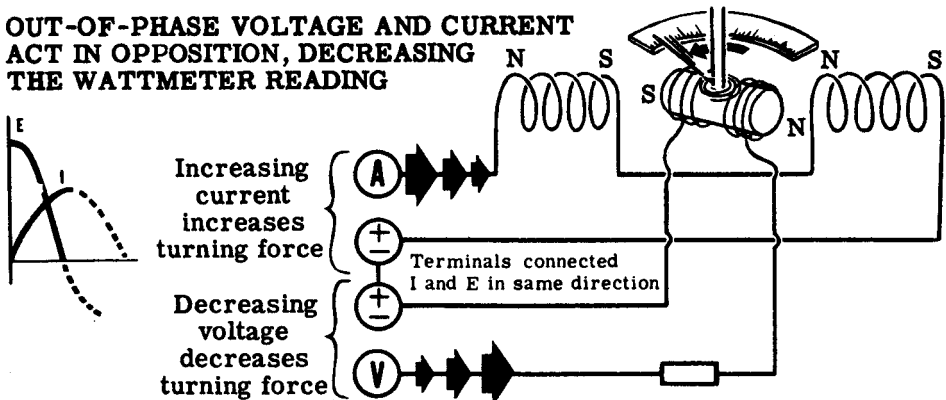 OUT-OF-PHASE VOLTAGE AND CURRENT
ACT IN OPPOSITION, DECREASING
THE WATTMETER READING
N
S
S
N
N
S
E
I
Increasing
current
increases
turning force
A
+
−
Terminals connected
I and E in same direction
+
−
Decreasing
voltage
decreases
turning force
V